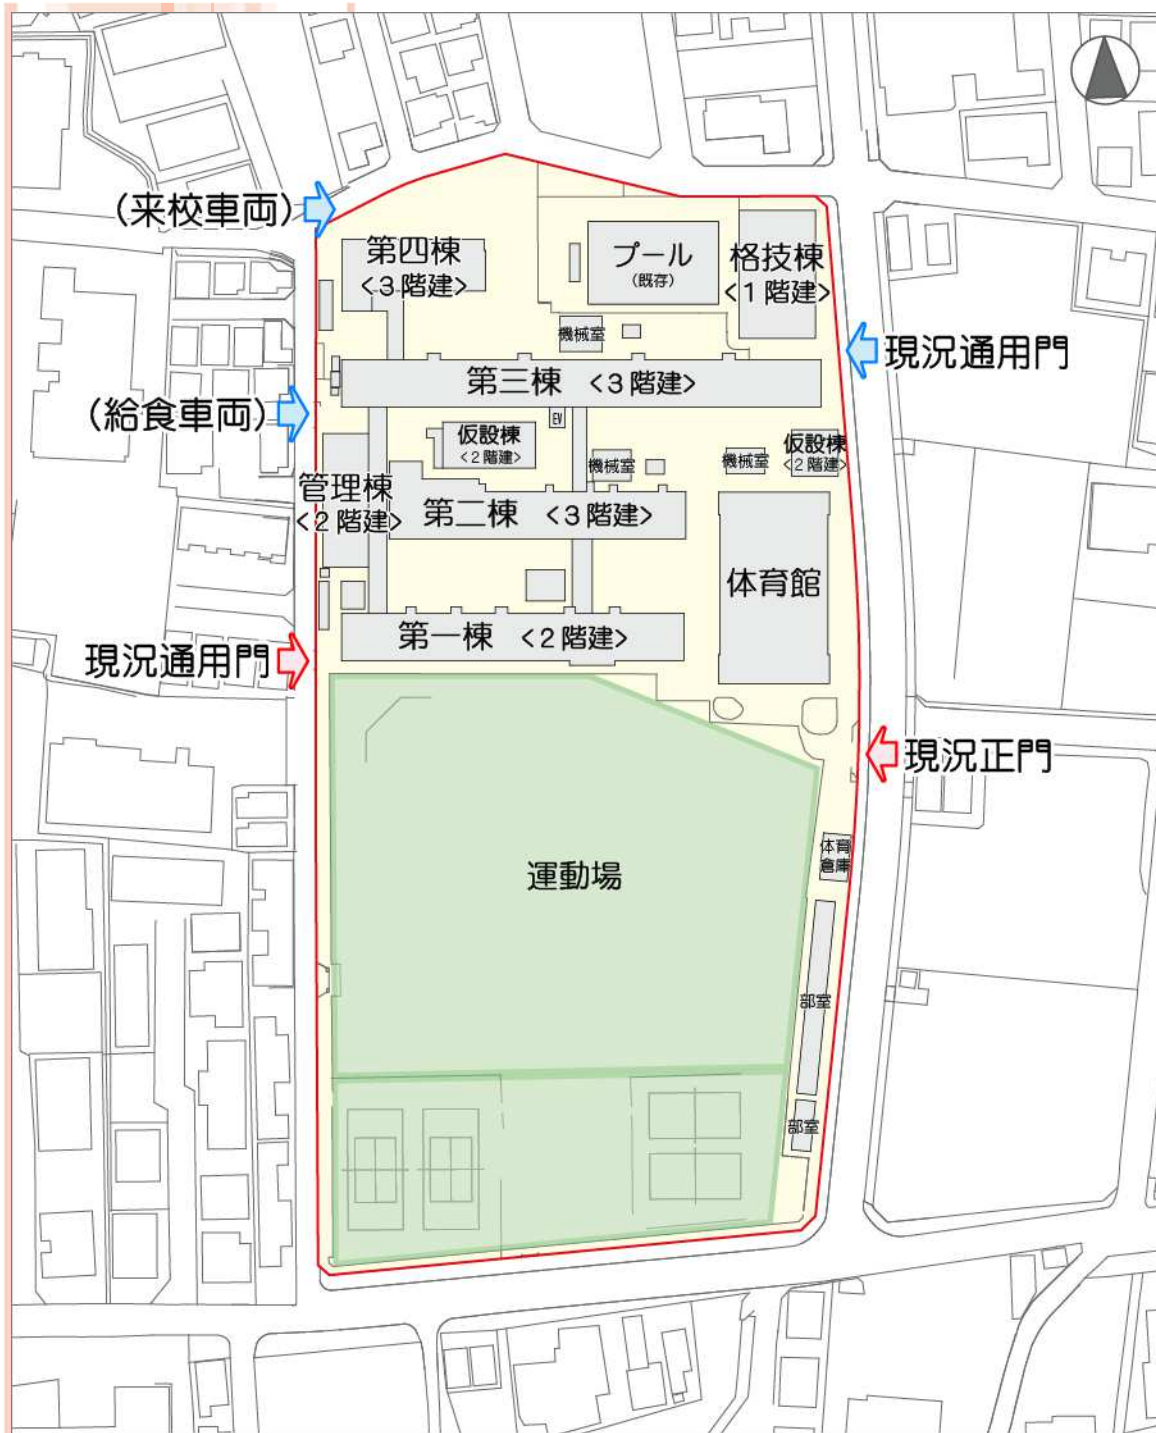 (来校車両)
第四棟
<3階建>
プール
(既存)
格技棟
<1階建>
機械室
現況通用門
第三棟 <3階建>
(給食車両)
EV
仮設棟
<2階建>
機械室
機械室
仮設棟
<2階建>
管理棟
<2階建>
第二棟 <3階建>
体育館
第一棟 <2階建>
現況通用門
現況正門
運動場
体育
倉庫
部室
部室